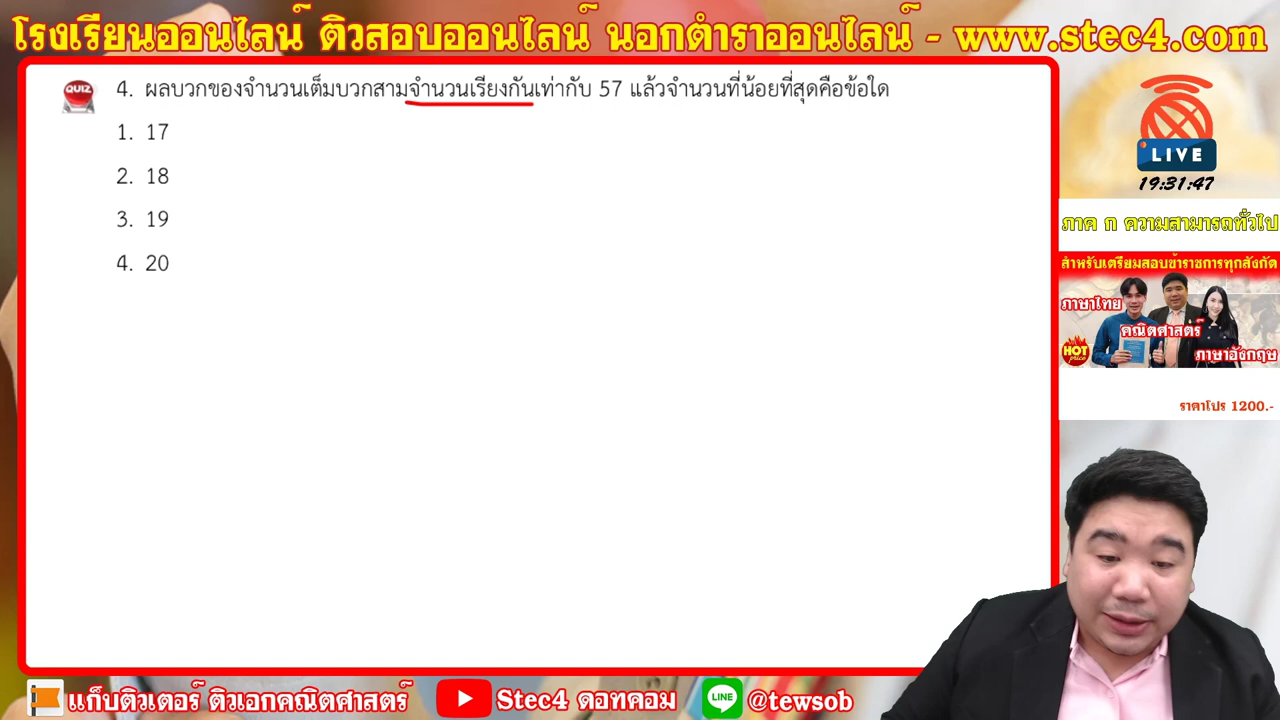 โรงเรียนออนไลน์ ติวสอบออนไลน์ นอกตำราออนไลน์ - www.stec4.com
QUIZ
4. ผลบวกของจำนวนเต็มบวกสามจำนวนเรียงกันเท่ากับ 57 แล้วจำนวนที่น้อยที่สุดคือข้อใด
1. 17
2. 18
3. 19
4. 20
LIVE
19:31:47
ภาค ก ความสามารถทั่วไป
สำหรับเตรียมสอบข้าราชการทุกสังกัด
ภาษาไทย
คณิตศาสตร์
HOT
price
ภาษาอังกฤษ
ราคาโปร 1200.-
แก๊บติวเตอร์ ติวเอกคณิตศาสตร์
Stec4 ดอทคอม
LINE
@tewsob